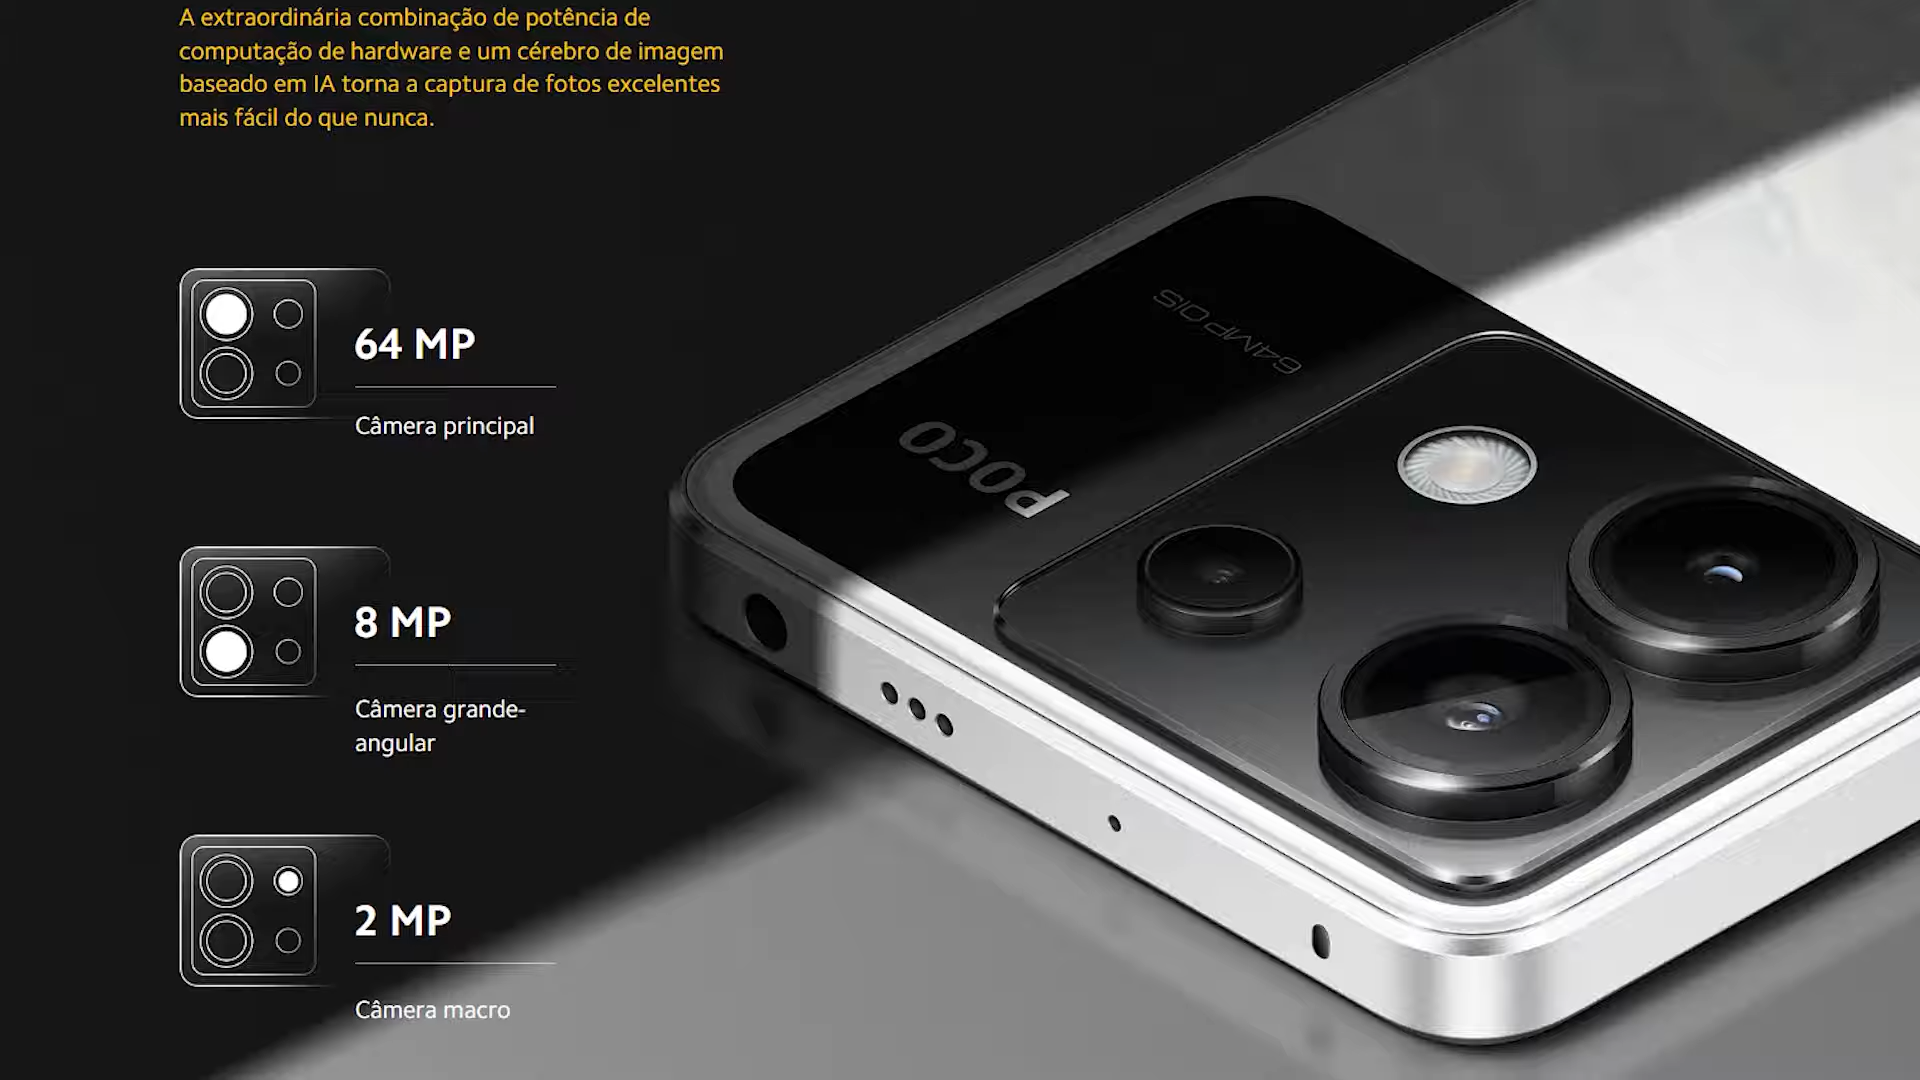 A extraordinária combinação de potência de
computação de hardware e um cérebro de imagem
baseado em IA torna a captura de fotos excelentes
mais fácil do que nunca.
64 MP
Câmera principal
8 MP
Câmera grande-
angular
2 MP
Câmera macro
64MP OIS
POCO